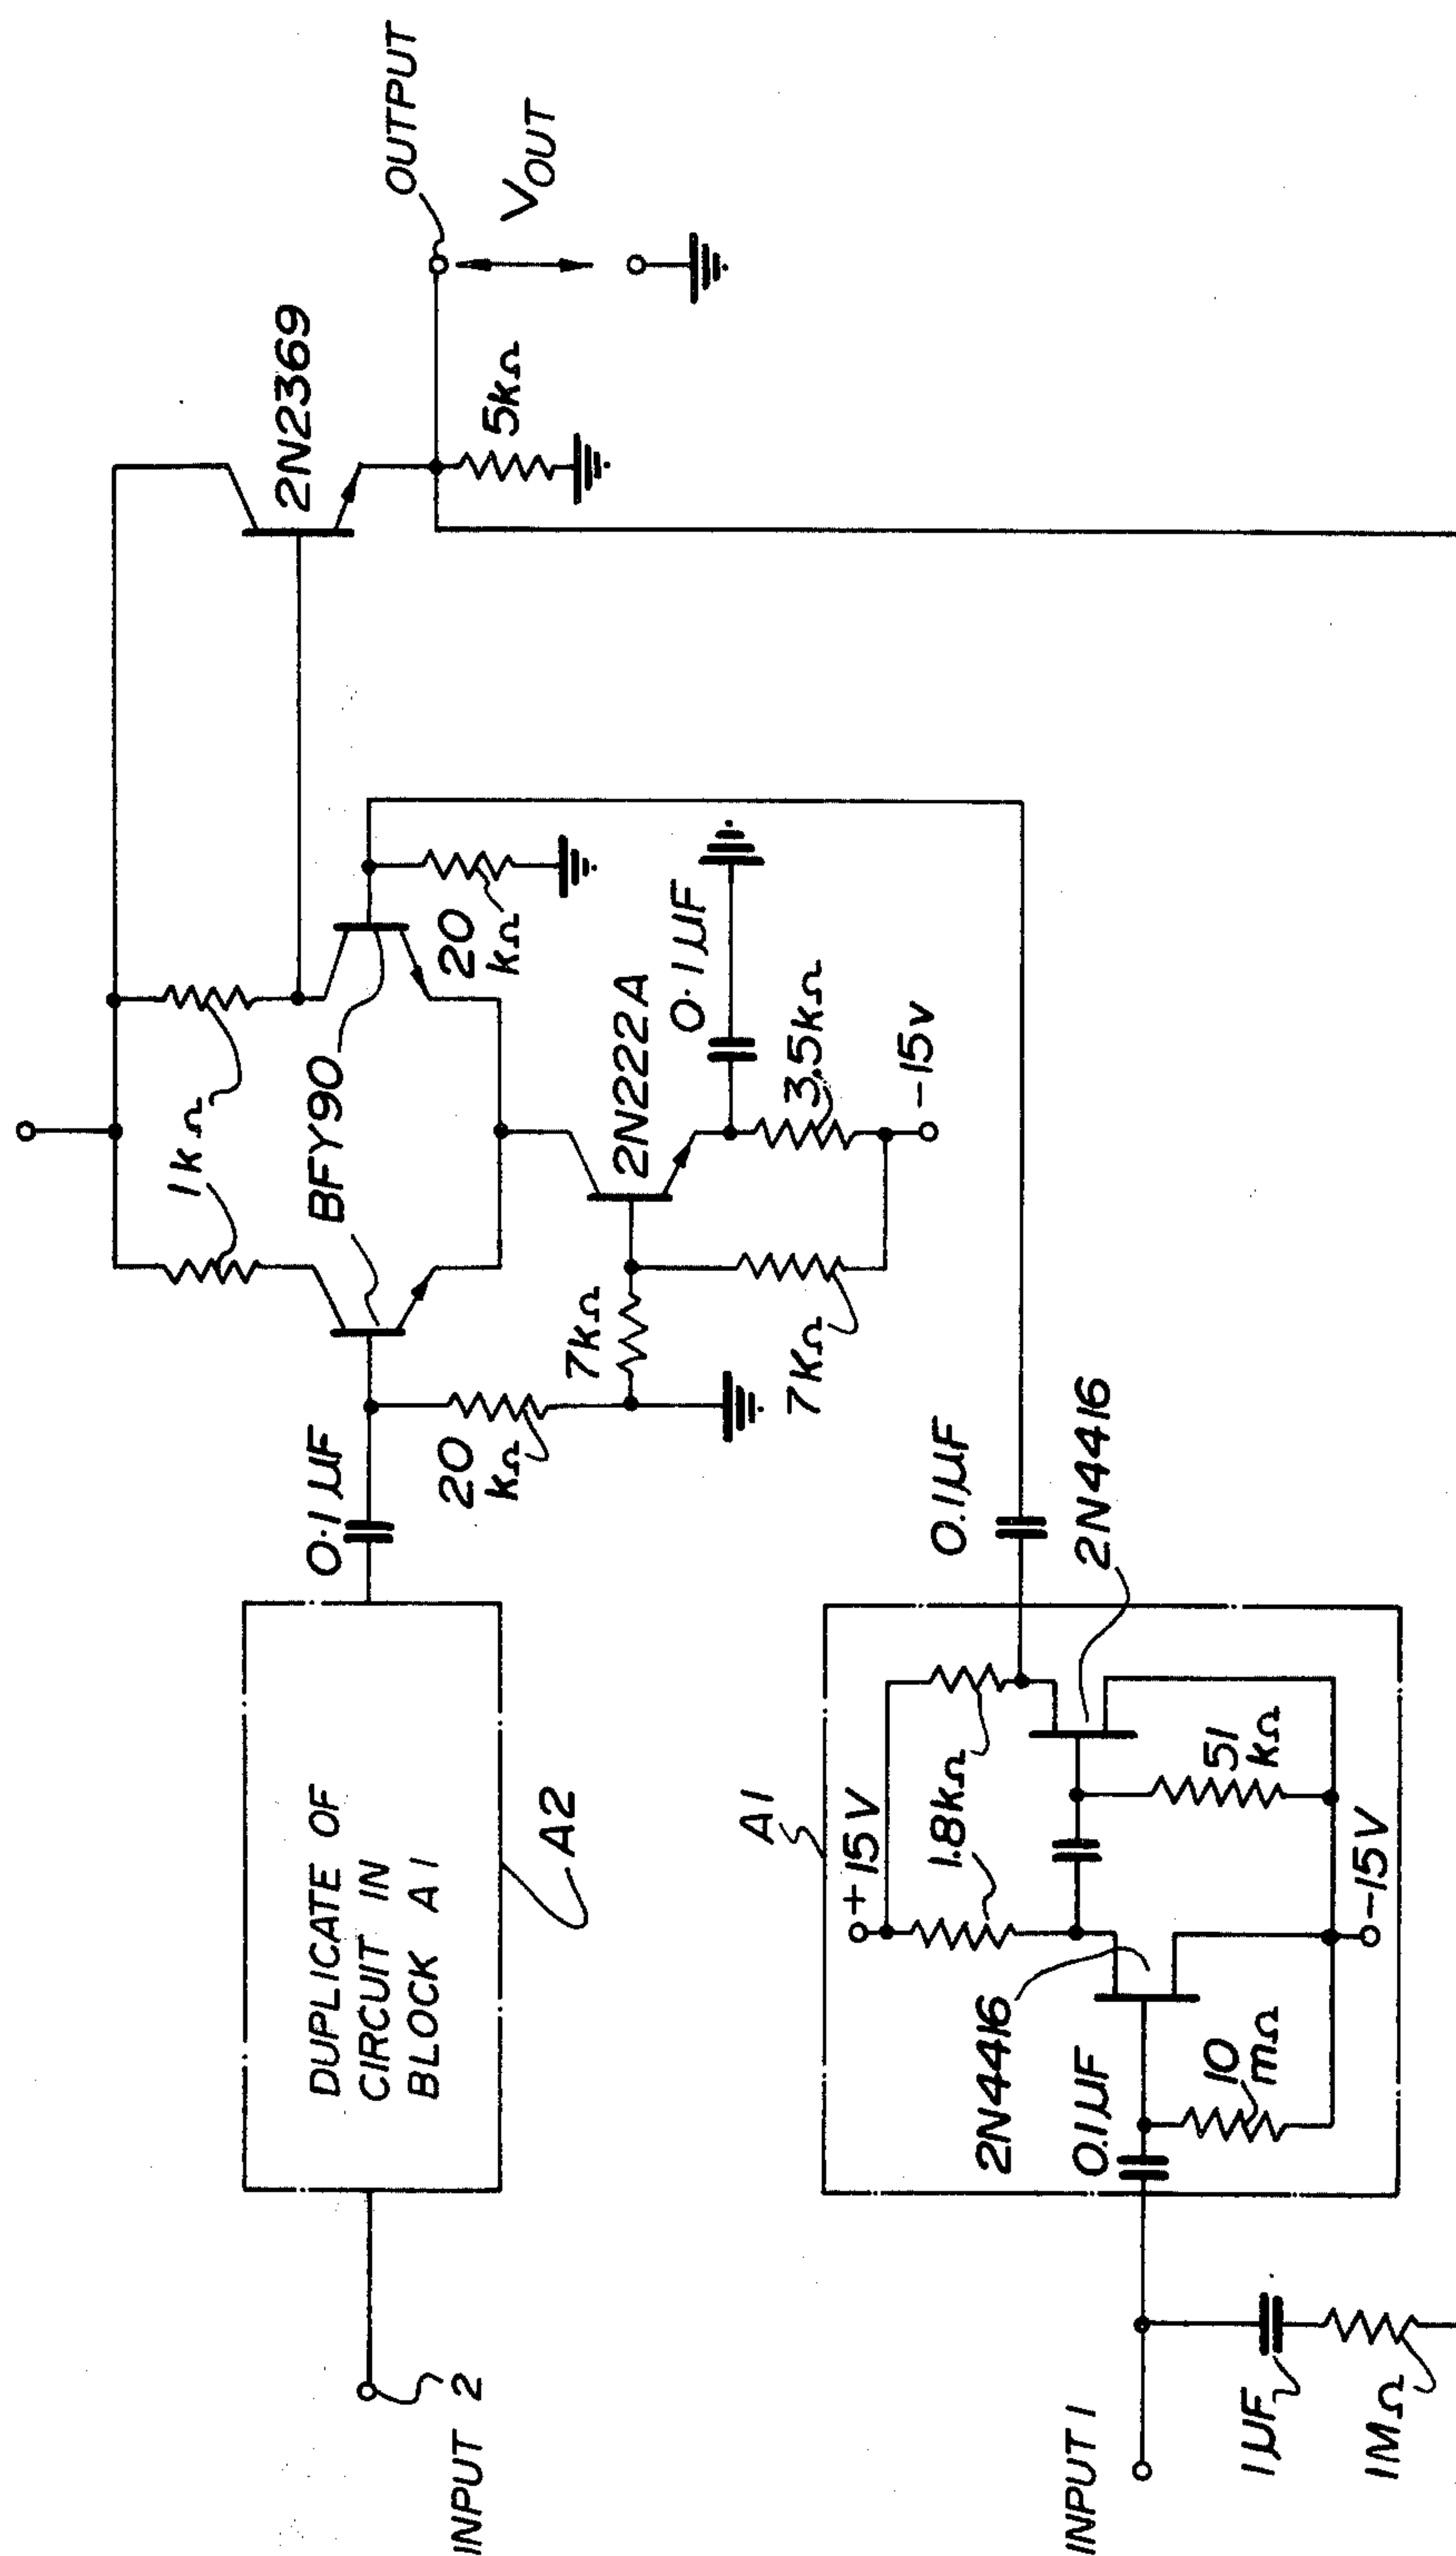 OUTPUT
VOUT
2N2369
5kΩ
1kΩ
BFY90
20
kΩ
2N222A
0.1µF
3.5kΩ
-15v
0.1µF
20
kΩ
7kΩ
7KΩ
DUPLICATE OF
CIRCUIT IN
BLOCK A1
A2
INPUT 2
0.1µF
2N4416
A1
+15V
1.8kΩ
51
kΩ
-15V
2N4416
0.1µF
10
mΩ
INPUT 1
1µF
1MΩ